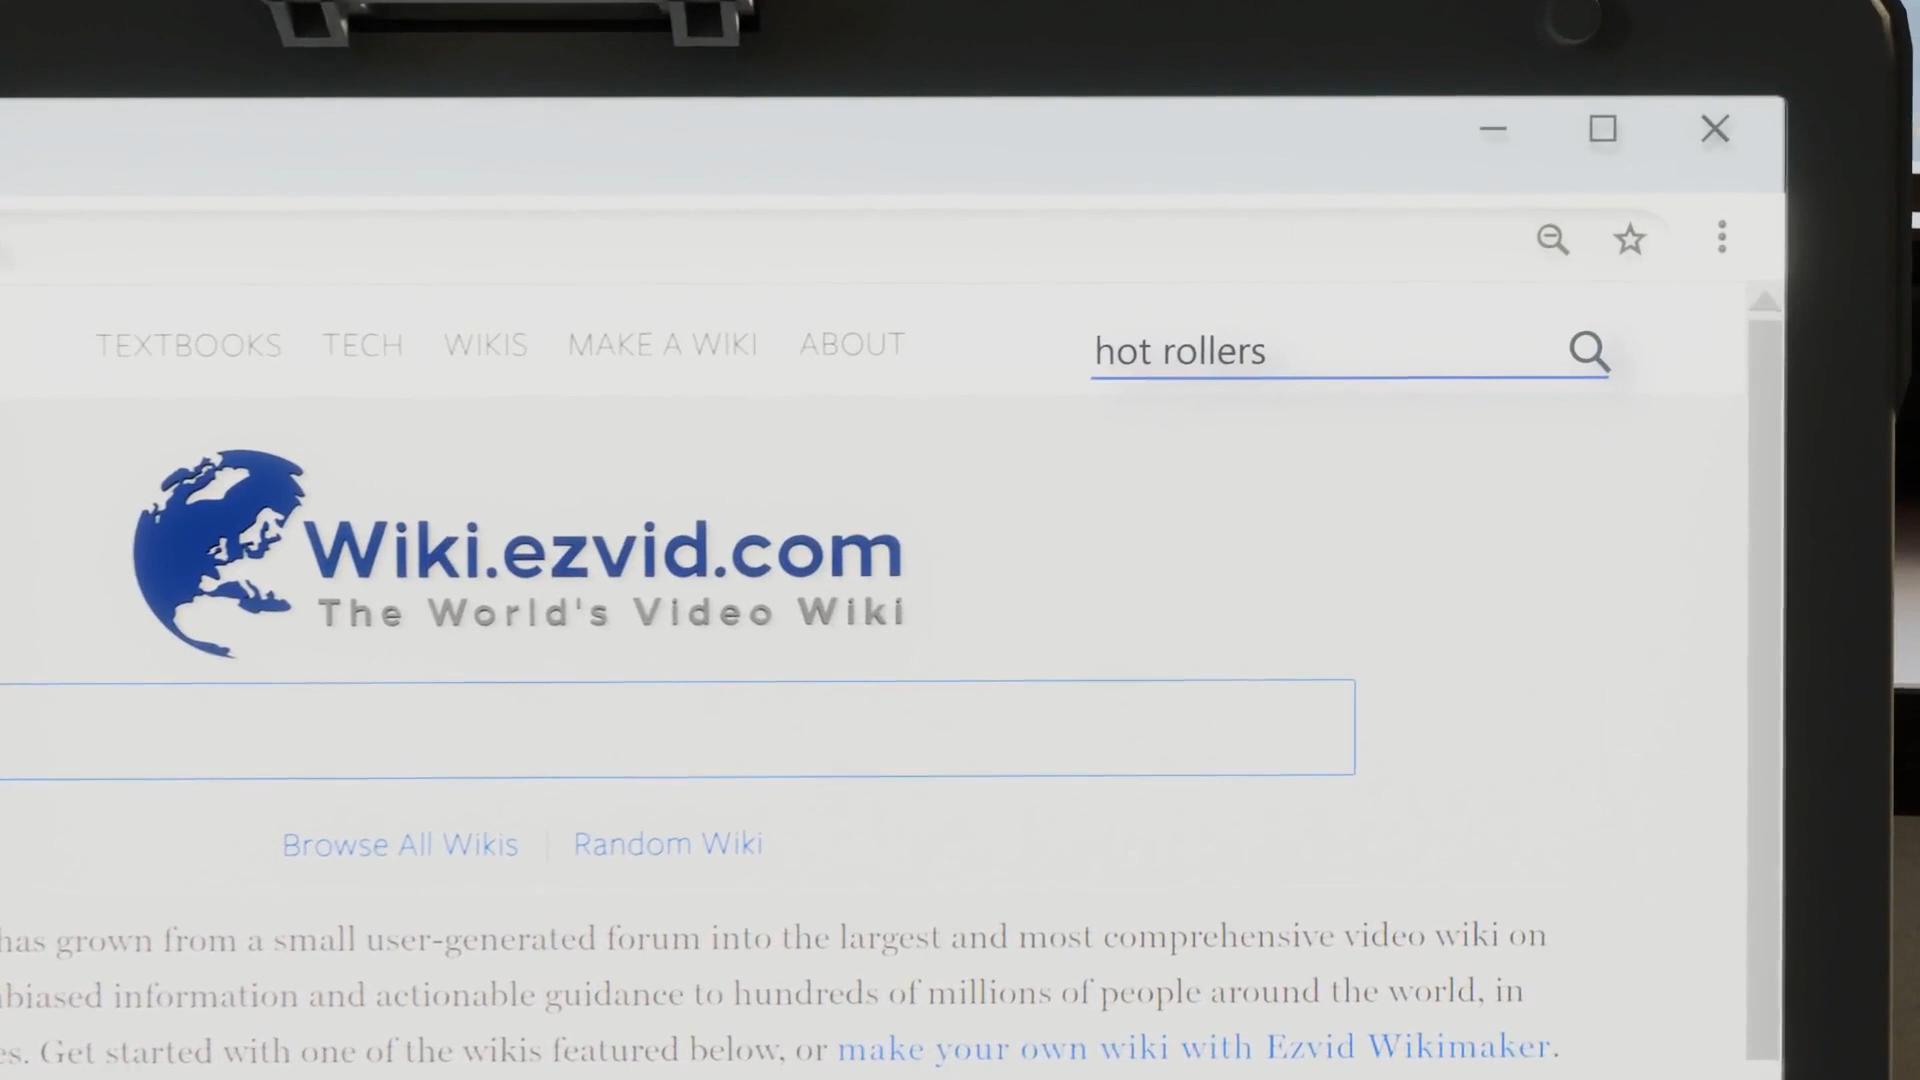 TEXTBOOKS TECH WIKIS MAKE A WIKI ABOUT
hot rollers
Wiki.ezvid.com
The World's Video Wiki
Browse All Wikis Random Wiki
has grown from a small user-generated forum into the largest and most comprehensive video wiki on
information and actionable guidance to hundreds of millions of people around the world, in
Get started with one of the wikis featured below, or make your own wiki with Ezvid Wikimaker.